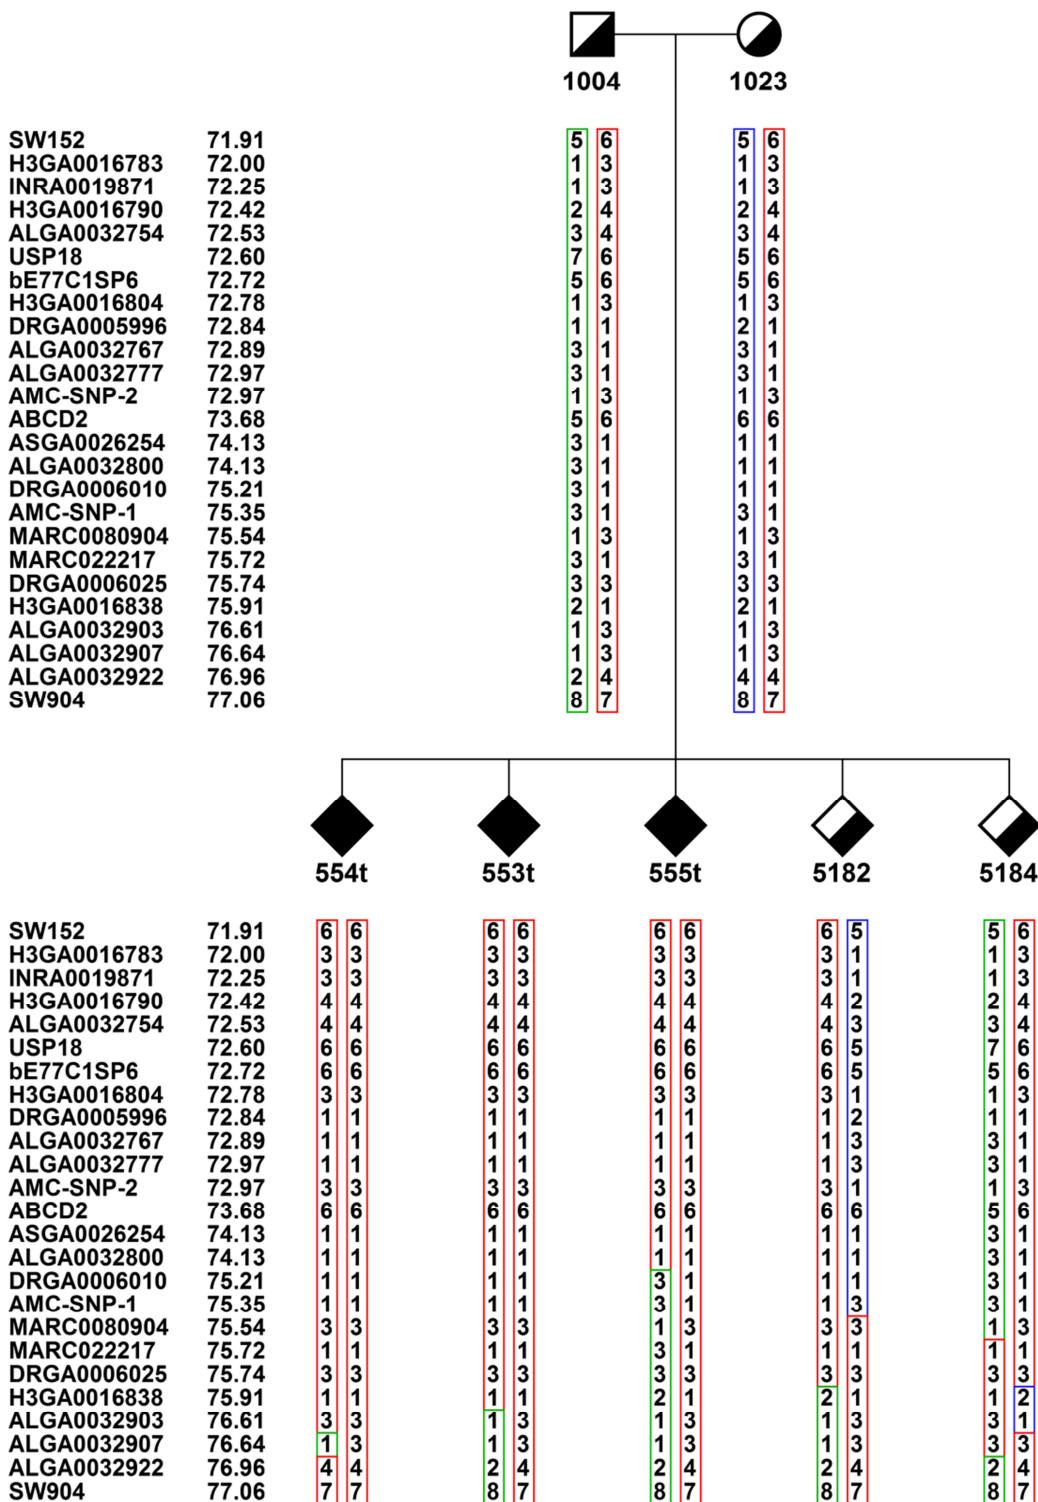 1004 1023
SW152 71.91 5 6 5 6
H3GA0016783 72.00 1 3 1 3
INRA0019871 72.25 1 3 1 3
H3GA0016790 72.42 2 4 2 4
ALGA0032754 72.53 3 4 3 4
USP18 72.60 7 6 5 6
bE77C1SP6 72.72 5 6 5 6
H3GA0016804 72.78 1 3 1 3
DRGA0005996 72.84 1 1 2 1
ALGA0032767 72.89 3 1 3 1
ALGA0032777 72.97 3 1 3 1
AMC-SNP-2 72.97 1 3 1 3
ABCD2 73.68 5 6 6 6
ASGA0026254 74.13 3 1 1 1
ALGA0032800 74.13 3 1 1 1
DRGA0006010 75.21 3 1 1 1
AMC-SNP-1 75.35 3 1 3 1
MARC0080904 75.54 1 3 1 3
MARC022217 75.72 3 1 3 1
DRGA0006025 75.74 3 3 3 3
H3GA0016838 75.91 2 1 2 1
ALGA0032903 76.61 1 3 1 3
ALGA0032907 76.64 1 3 1 3
ALGA0032922 76.96 2 4 4 4
SW904 77.06 8 7 8 7
554t 553t 555t 5182 5184
SW152 71.91 6 6 6 6 6 6 6 5 5 6
H3GA0016783 72.00 3 3 3 3 3 3 3 1 1 3
INRA0019871 72.25 3 3 3 3 3 3 3 1 1 3
H3GA0016790 72.42 4 4 4 4 4 4 4 2 2 4
ALGA0032754 72.53 4 4 4 4 4 4 4 3 3 4
USP18 72.60 6 6 6 6 6 6 6 5 7 6
bE77C1SP6 72.72 6 6 6 6 6 6 6 5 5 6
H3GA0016804 72.78 3 3 3 3 3 3 3 1 1 3
DRGA0005996 72.84 1 1 1 1 1 1 1 2 1 1
ALGA0032767 72.89 1 1 1 1 1 1 1 3 3 1
ALGA0032777 72.97 1 1 1 1 1 1 1 3 3 1
AMC-SNP-2 72.97 3 3 3 3 3 3 3 1 1 3
ABCD2 73.68 6 6 6 6 6 6 6 6 5 6
ASGA0026254 74.13 1 1 1 1 1 1 1 1 3 1
ALGA0032800 74.13 1 1 1 1 1 1 1 1 3 1
DRGA0006010 75.21 1 1 1 1 3 1 1 1 3 1
AMC-SNP-1 75.35 1 1 1 1 3 1 1 3 3 1
MARC0080904 75.54 3 3 3 3 1 3 3 3 1 3
MARC022217 75.72 1 1 1 1 3 1 1 1 1 1
DRGA0006025 75.74 3 3 3 3 3 3 3 3 3 3
H3GA0016838 75.91 1 1 1 1 2 1 2 1 1 2
ALGA0032903 76.61 3 3 1 3 1 3 1 3 3 1
ALGA0032907 76.64 1 3 1 3 1 3 1 3 3 3
ALGA0032922 76.96 4 4 2 4 2 4 2 4 2 4
SW904 77.06 7 7 8 7 8 7 8 7 8 7